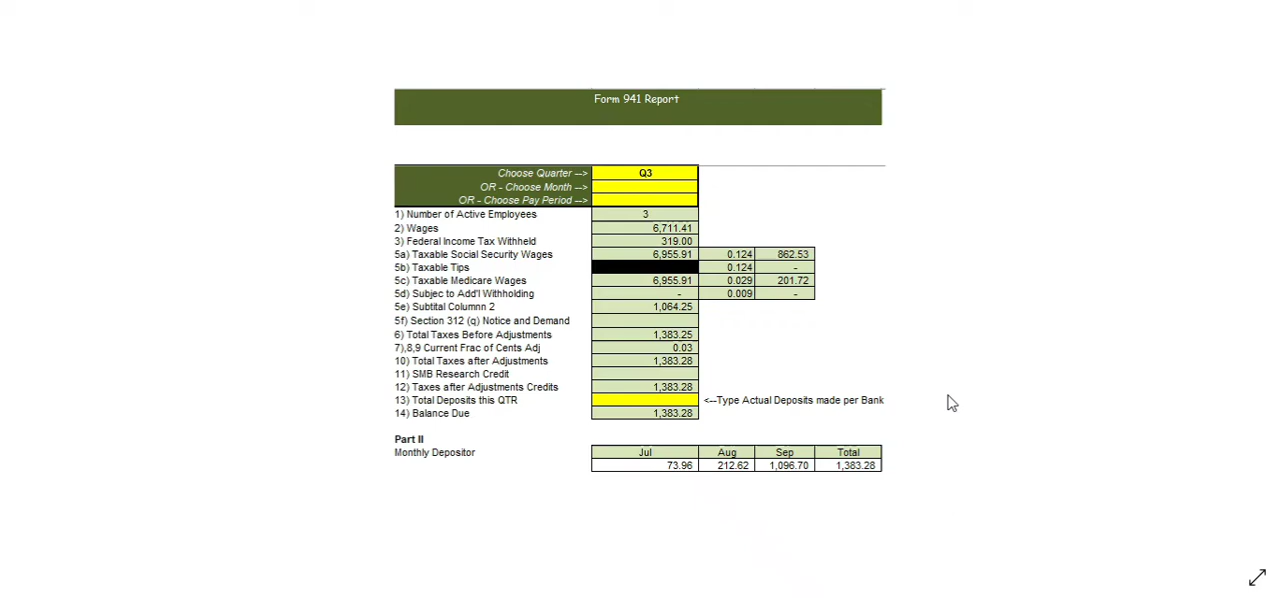 Form 941 Report
Choose Quarter --> Q3
OR - Choose Month -->
OR - Choose Pay Period -->
1) Number of Active Employees 3
2) Wages 6,711.41
3) Federal Income Tax Withheld 319.00
5a) Taxable Social Security Wages 6,955.91 0.124 862.53
5b) Taxable Tips 0.124 -
5c) Taxable Medicare Wages 6,955.91 0.029 201.72
5d) Subjec to Add'l Withholding - 0.009 -
5e) Subtital Columnn 2 1,064.25
5f) Section 312 (q) Notice and Demand
6) Total Taxes Before Adjustments 1,383.25
7),8,9 Current Frac of Cents Adj 0.03
10) Total Taxes after Adjustments 1,383.28
11) SMB Research Credit
12) Taxes after Adjustments Credits 1,383.28
13) Total Deposits this QTR <--Type Actual Deposits made per Bank
14) Balance Due 1,383.28
Part II
Monthly Depositor Jul Aug Sep Total
73.96 212.62 1,096.70 1,383.28